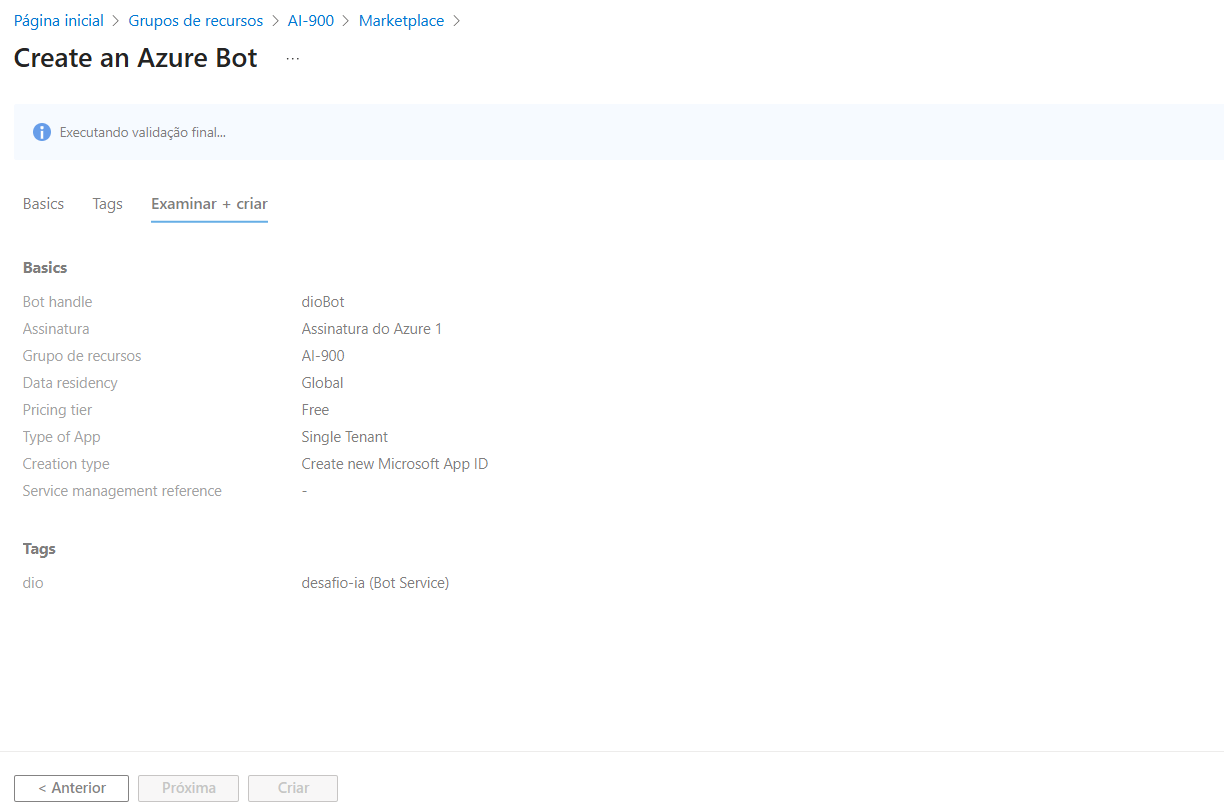 Página inicial > Grupos de recursos > AI-900 > Marketplace >
Create an Azure Bot ...
Executando validação final...
Basics Tags Examinar + criar
Basics
Bot handle dioBot
Assinatura Assinatura do Azure 1
Grupo de recursos AI-900
Data residency Global
Pricing tier Free
Type of App Single Tenant
Creation type Create new Microsoft App ID
Service management reference -
Tags
dio desafio-ia (Bot Service)
< Anterior Próxima Criar